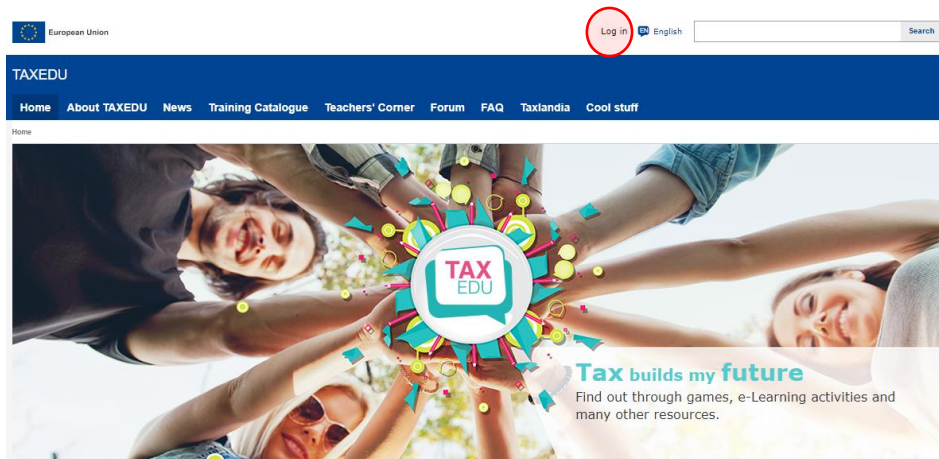 European Union
Log in EN English Search
TAXEDU
Home About TAXEDU News Training Catalogue Teachers' Corner Forum FAQ Taxlandia Cool stuff
Home
TAX
EDU
Tax builds my future
Find out through games, e-Learning activities and
many other resources.